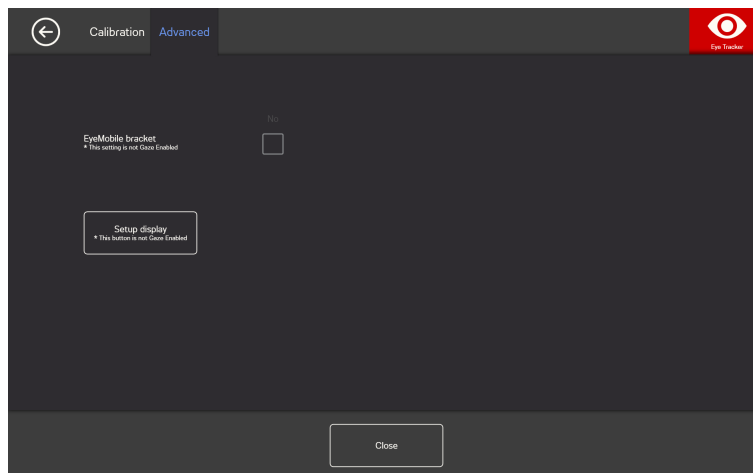 Calibration
Advanced
Eye Tracker
No
EyeMobile bracket
* This setting is not Gaze Enabled
Setup display
* This button is not Gaze Enabled
Close